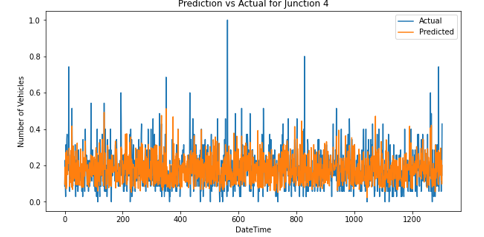 Prediction vs Actual for Junction 4
Actual
Predicted
Number of Vehicles
1.0
0.8
0.6
0.4
0.2
0.0
0 200 400 600 800 1000 1200
DateTime